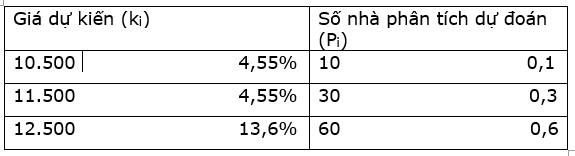 Giá dự kiến (ki) Số nhà phân tích dự đoán
(Pi)
10.500 4,55% 10 0,1
11.500 4,55% 30 0,3
12.500 13,6% 60 0,6